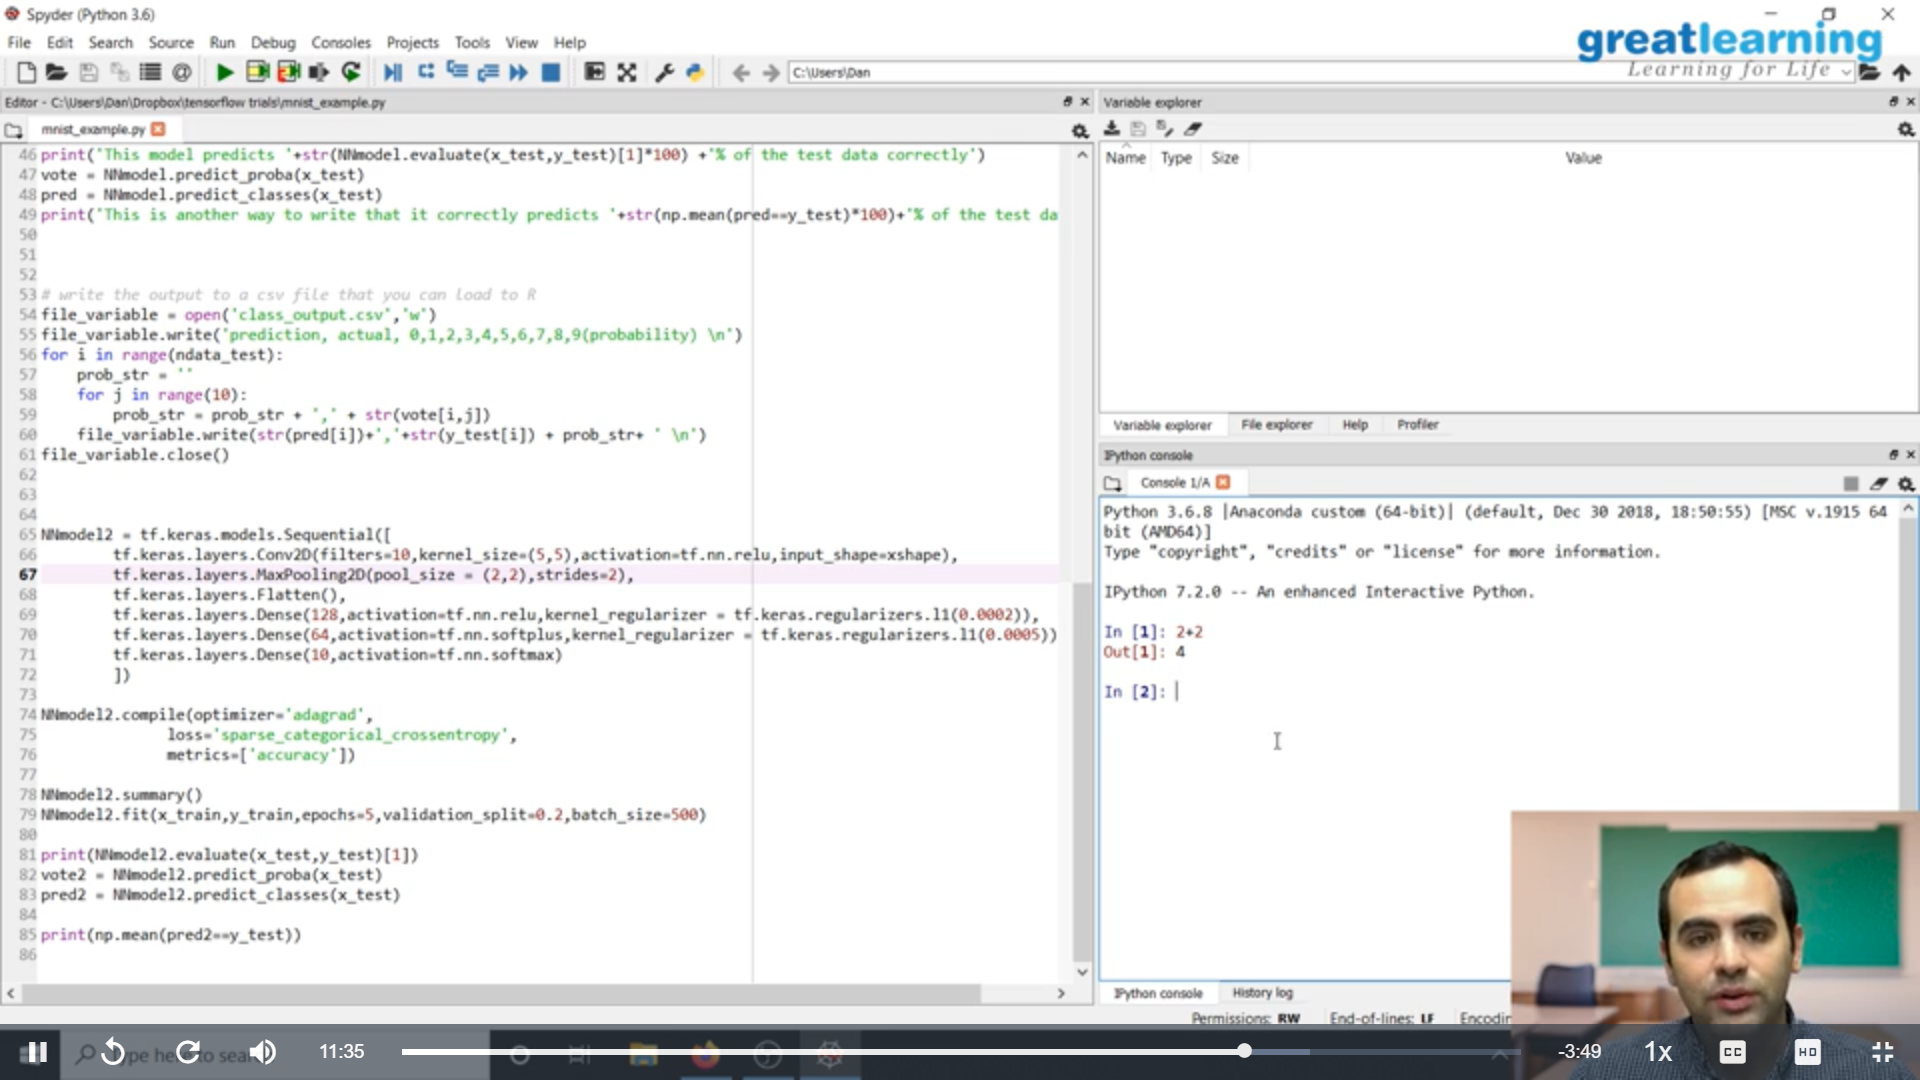 Spyder (Python 3.6)
File Edit Search Source Run Debug Consoles Projects Tools View Help
greatlearning
Learning for Life
C:\Users\Dan
Editor - C:\Users\Dan\Dropbox\tensorflow trials\mnist_example.py
mnist_example.py
46 print('This model predicts '+str(NNmodel.evaluate(x_test,y_test)[1]*100) +'% of the test data correctly')
47 vote = NNmodel.predict_proba(x_test)
48 pred = NNmodel.predict_classes(x_test)
49 print('This is another way to write that it correctly predicts '+str(np.mean(pred==y_test)*100)+'% of the test da
50
51
52
53 # write the output to a csv file that you can load to R
54 file_variable = open('class_output.csv','w')
55 file_variable.write('prediction, actual, 0,1,2,3,4,5,6,7,8,9(probability) \n')
56 for i in range(ndata_test):
57     prob_str = ''
58     for j in range(10):
59         prob_str = prob_str + ',' + str(vote[i,j])
60     file_variable.write(str(pred[i])+','+str(y_test[i]) + prob_str+ ' \n')
61 file_variable.close()
62
63
64
65 NNmodel2 = tf.keras.models.Sequential([
66         tf.keras.layers.Conv2D(filters=10,kernel_size=(5,5),activation=tf.nn.relu,input_shape=xshape),
67         tf.keras.layers.MaxPooling2D(pool_size = (2,2),strides=2),
68         tf.keras.layers.Flatten(),
69         tf.keras.layers.Dense(128,activation=tf.nn.relu,kernel_regularizer = tf.keras.regularizers.l1(0.0002)),
70         tf.keras.layers.Dense(64,activation=tf.nn.softplus,kernel_regularizer = tf.keras.regularizers.l1(0.0005))
71         tf.keras.layers.Dense(10,activation=tf.nn.softmax)
72         ])
73
74 NNmodel2.compile(optimizer='adagrad',
75               loss='sparse_categorical_crossentropy',
76               metrics=['accuracy'])
77
78 NNmodel2.summary()
79 NNmodel2.fit(x_train,y_train,epochs=5,validation_split=0.2,batch_size=500)
80
81 print(NNmodel2.evaluate(x_test,y_test)[1])
82 vote2 = NNmodel2.predict_proba(x_test)
83 pred2 = NNmodel2.predict_classes(x_test)
84
85 print(np.mean(pred2==y_test))
86
Variable explorer
Name Type Size Value
Variable explorer File explorer Help Profiler
IPython console
Console 1/A
Python 3.6.8 |Anaconda custom (64-bit)| (default, Dec 30 2018, 18:50:55) [MSC v.1915 64
bit (AMD64)]
Type "copyright", "credits" or "license" for more information.
IPython 7.2.0 -- An enhanced Interactive Python.
In [1]: 2+2
Out[1]: 4
In [2]:
IPython console History log
Permissions: RW End-of-lines: LF Encodin
Type here to sea
11:35
-3:49 1x CC HD